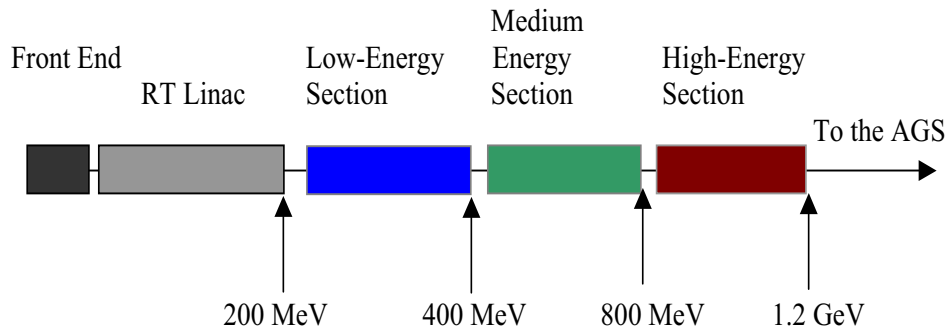 Front End
RT Linac
Low-Energy
Section
Medium
Energy
Section
High-Energy
Section
To the AGS
200 MeV
400 MeV
800 MeV
1.2 GeV